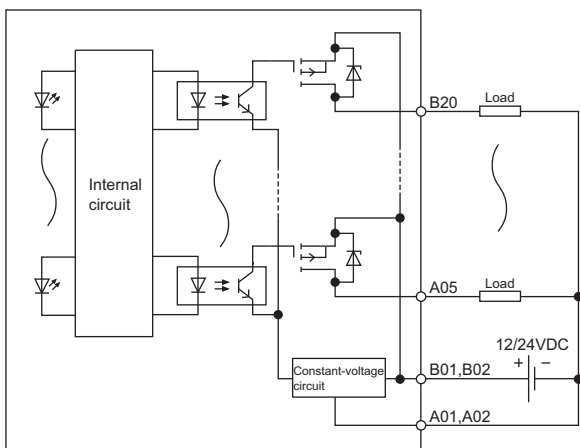 B20
Load
Internal
circuit
A05
Load
12/24VDC
+ −
Constant-voltage
circuit
B01,B02
A01,A02